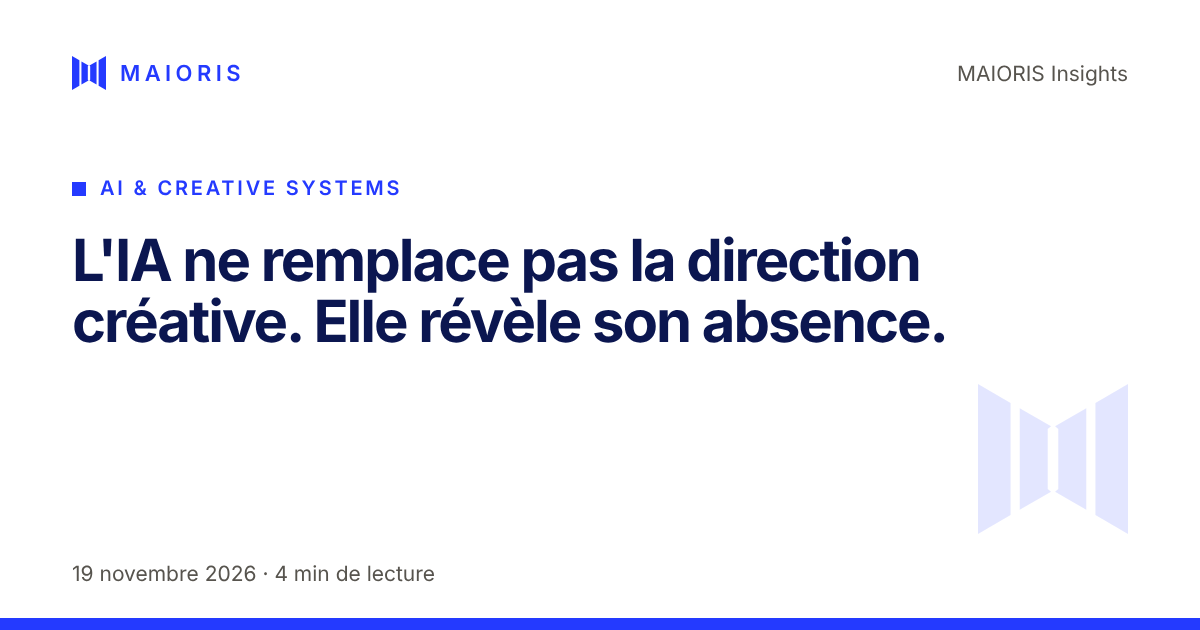 MAIORIS
MAIORIS Insights
AI & CREATIVE SYSTEMS
L'IA ne remplace pas la direction
créative. Elle révèle son absence.
19 novembre 2026 · 4 min de lecture